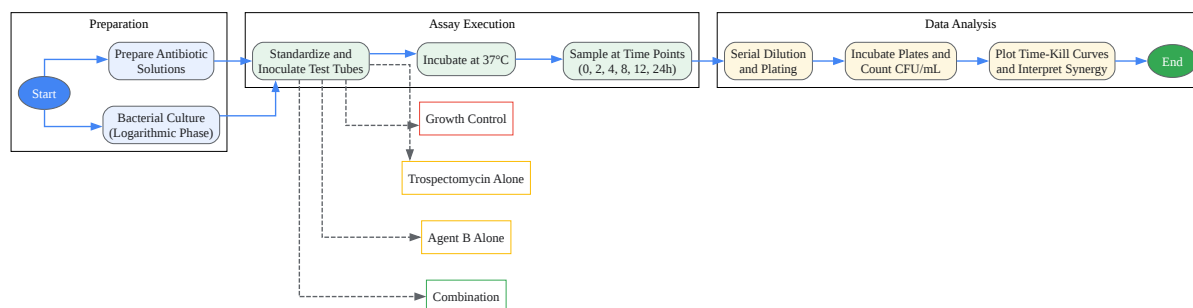 Preparation
Start
Prepare Antibiotic
Solutions
Bacterial Culture
(Logarithmic Phase)
Assay Execution
Standardize and
Inoculate Test Tubes
Incubate at 37°C
Sample at Time Points
(0, 2, 4, 8, 12, 24h)
Growth Control
Trospectomycin Alone
Agent B Alone
Combination
Data Analysis
Serial Dilution
and Plating
Incubate Plates and
Count CFU/mL
Plot Time-Kill Curves
and Interpret Synergy
End